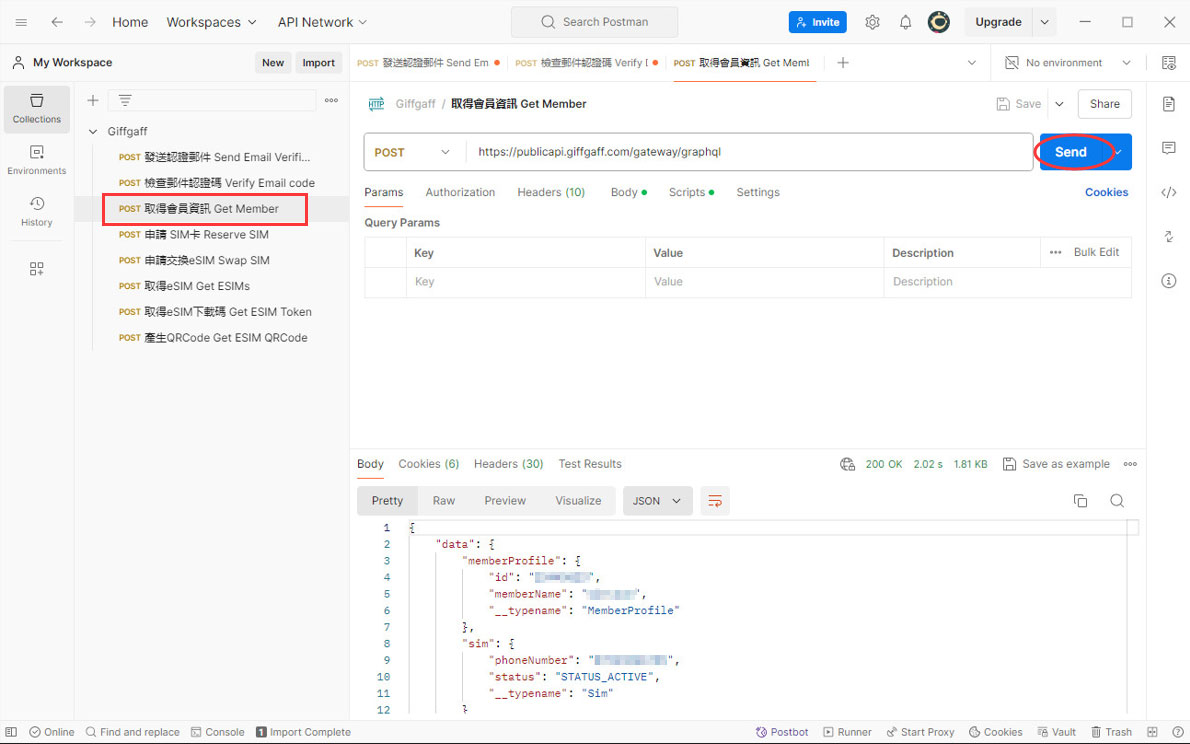 Home Workspaces API Network Search Postman Invite Upgrade
My Workspace New Import POST 發送認證郵件 Send Em POST 檢查郵件認證碼 Verify POST 取得會員資訊 Get Meml No environment
Collections
Environments
History
Giffgaff
POST 發送認證郵件 Send Email Verifi...
POST 檢查郵件認證碼 Verify Email code
POST 取得會員資訊 Get Member
POST 申請 SIM卡 Reserve SIM
POST 申請交換eSIM Swap SIM
POST 取得eSIM Get ESIMs
POST 取得eSIM下載碼 Get ESIM Token
POST 產生QRCode Get ESIM QRCode
HTTP Giffgaff / 取得會員資訊 Get Member Save Share
POST https://publicapi.giffgaff.com/gateway/graphql Send
Params Authorization Headers (10) Body Scripts Settings Cookies
Query Params
Key Value Description Bulk Edit
Key Value Description
Body Cookies (6) Headers (30) Test Results 200 OK 2.02 s 1.81 KB Save as example
Pretty Raw Preview Visualize JSON
1 {
2 "data": {
3 "memberProfile": {
4 "id": "",
5 "memberName": "",
6 "__typename": "MemberProfile"
7 },
8 "sim": {
9 "phoneNumber": "",
10 "status": "STATUS_ACTIVE",
11 "__typename": "Sim"
12 }
Online Find and replace Console 1 Import Complete Postbot Runner Start Proxy Cookies Vault Trash